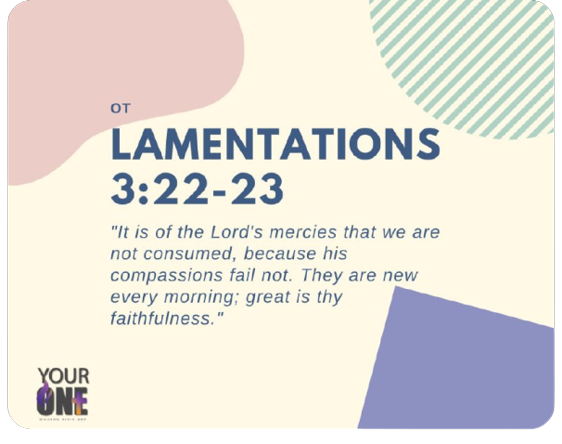 OT
LAMENTATIONS
3:22-23
"It is of the Lord's mercies that we are
not consumed, because his
compassions fail not. They are new
every morning; great is thy
faithfulness."
YOUR
ONE